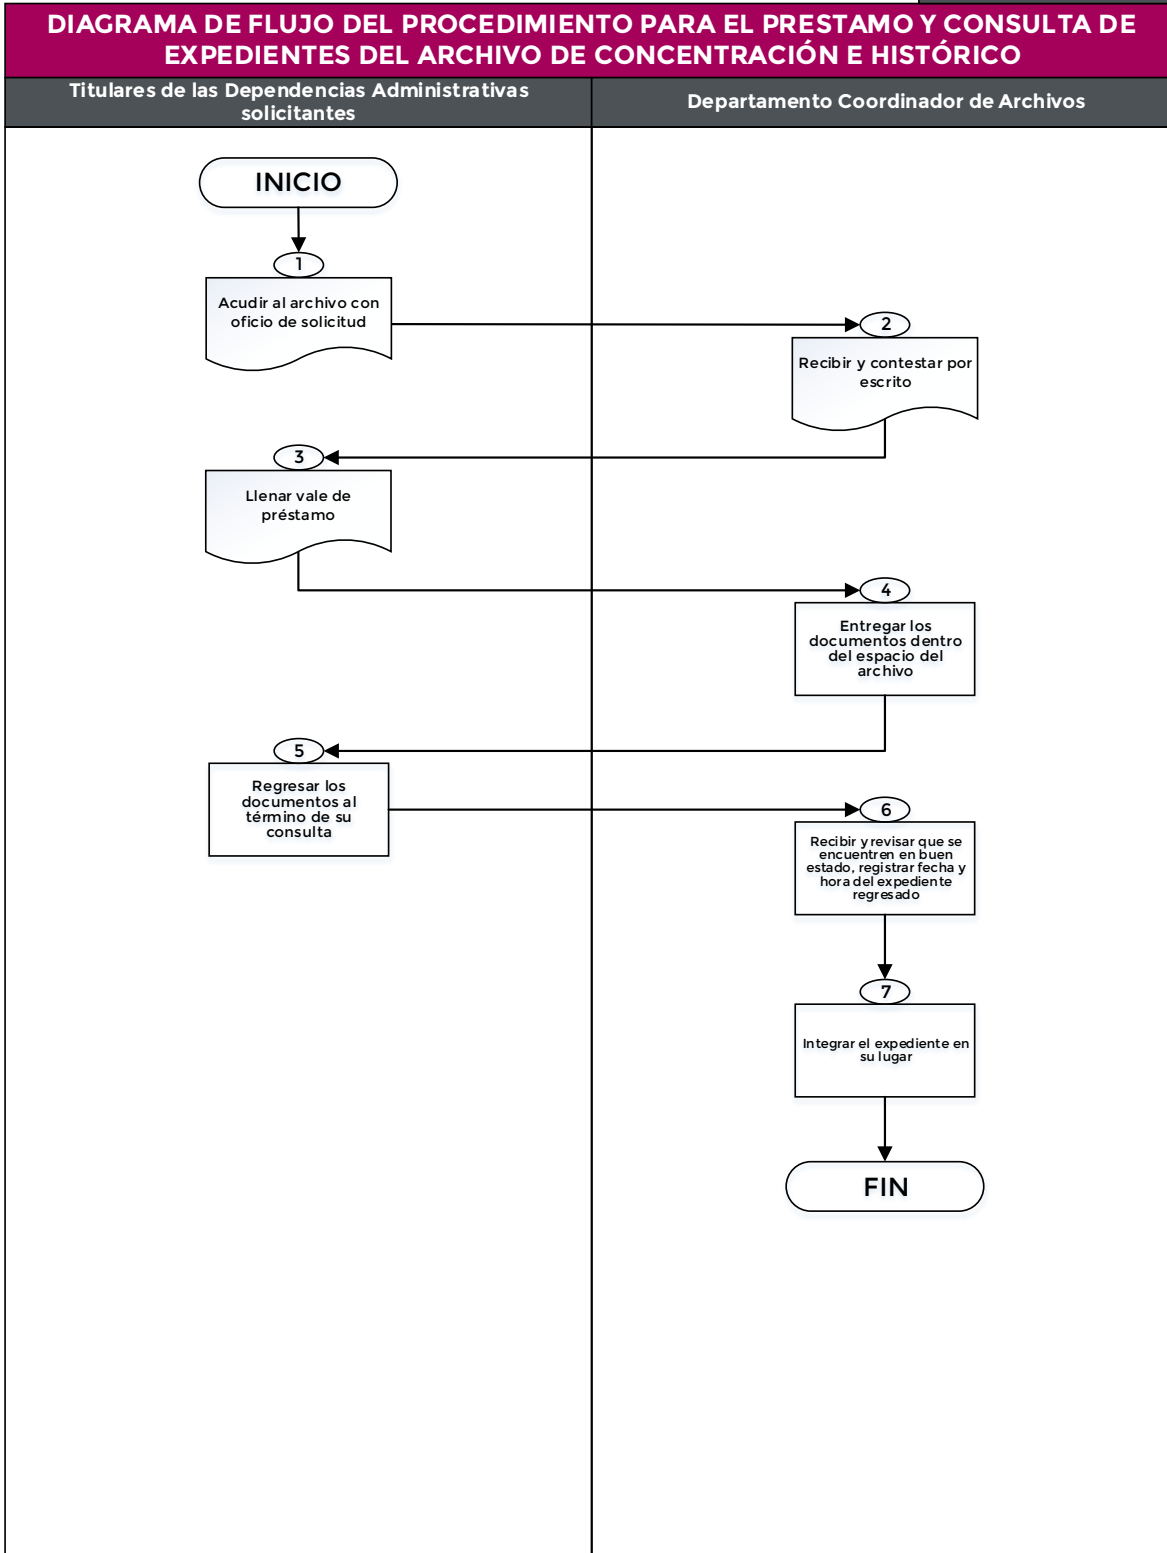 DIAGRAMA DE FLUJO DEL PROCEDIMIENTO PARA EL PRESTAMO Y CONSULTA DE
EXPEDIENTES DEL ARCHIVO DE CONCENTRACIÓN E HISTÓRICO
Titulares de las Dependencias Administrativas
solicitantes
Departamento Coordinador de Archivos
INICIO
1
Acudir al archivo con
oficio de solicitud
2
Recibir y contestar por
escrito
3
Llenar vale de
préstamo
4
Entregar los
documentos dentro
del espacio del
archivo
5
Regresar los
documentos al
término de su
consulta
6
Recibir y revisar que se
encuentren en buen
estado, registrar fecha y
hora del expediente
regresado
7
Integrar el expediente en
su lugar
FIN